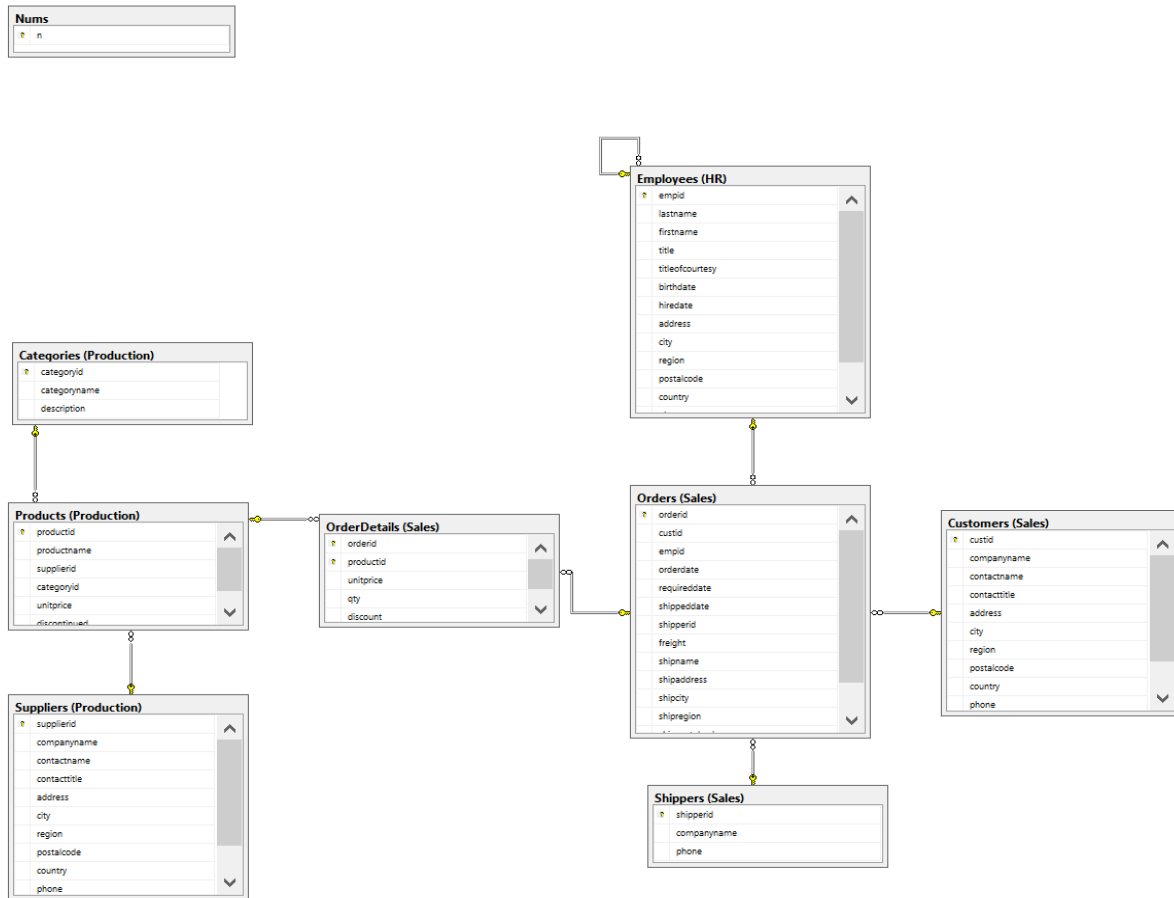 Nums
n
Employees (HR)
empid
lastname
firstname
title
titleofcourtesy
birthdate
hiredate
address
city
region
postalcode
country
Categories (Production)
categoryid
categoryname
description
Products (Production)
productid
productname
supplierid
categoryid
unitprice
discontinued
OrderDetails (Sales)
orderid
productid
unitprice
qty
discount
Orders (Sales)
orderid
custid
empid
orderdate
requireddate
shippeddate
shipperid
freight
shipname
shipaddress
shipcity
shipregion
Customers (Sales)
custid
companyname
contactname
contacttitle
address
city
region
postalcode
country
phone
Suppliers (Production)
supplierid
companyname
contactname
contacttitle
address
city
region
postalcode
country
phone
Shippers (Sales)
shipperid
companyname
phone